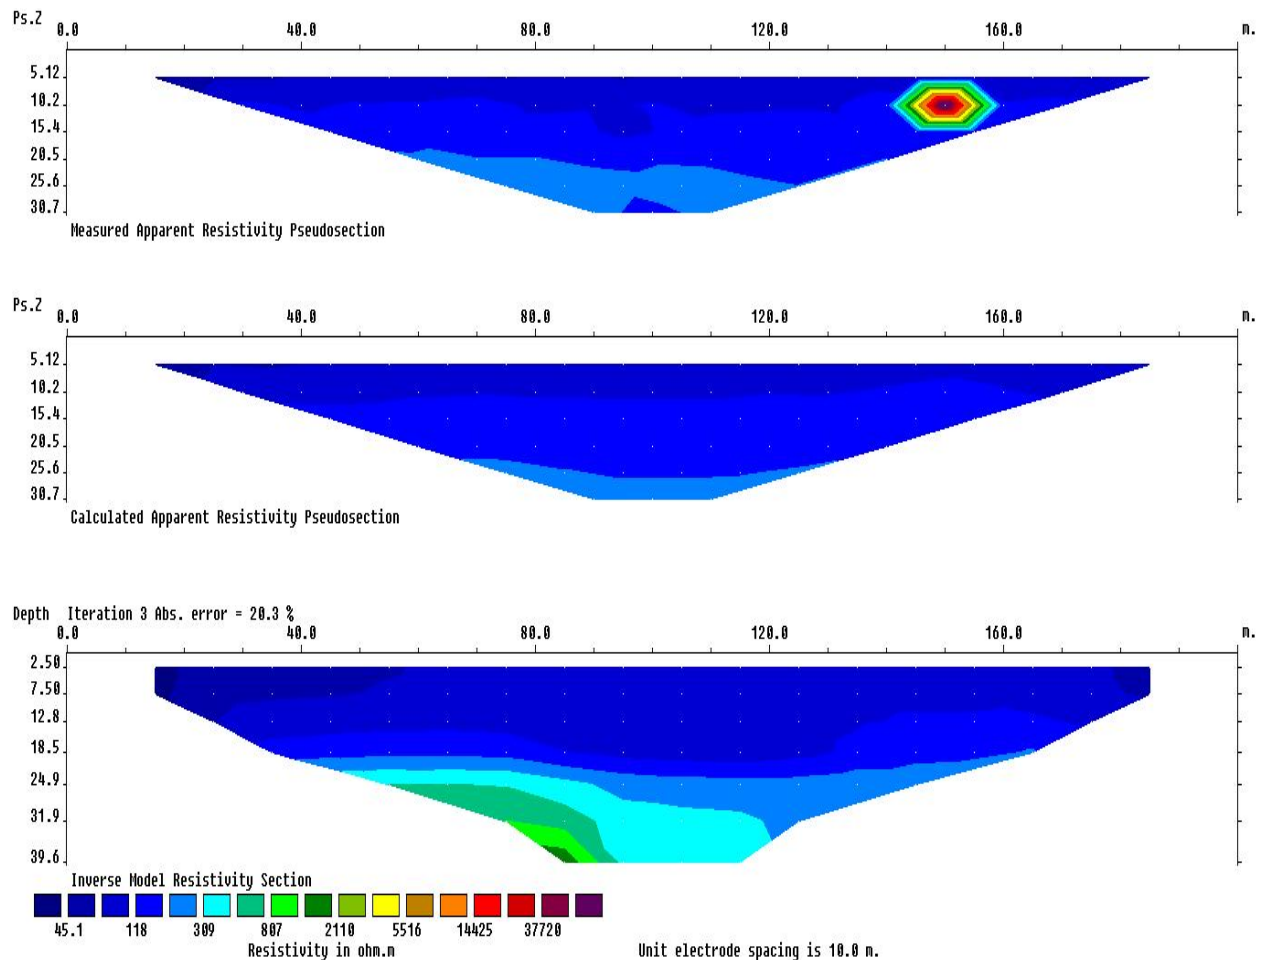 Ps.Z 0.0 40.0 80.0 120.0 160.0 m.
5.12
10.2
15.4
20.5
25.6
30.7
Measured Apparent Resistivity Pseudosection
Ps.Z 0.0 40.0 80.0 120.0 160.0 m.
5.12
10.2
15.4
20.5
25.6
30.7
Calculated Apparent Resistivity Pseudosection
Depth Iteration 3 Abs. error = 20.3 %
0.0 40.0 80.0 120.0 160.0 m.
2.50
7.50
12.8
18.5
24.9
31.9
39.6
Inverse Model Resistivity Section
45.1 118 309 807 2110 5516 14425 37720
Resistivity in ohm.m Unit electrode spacing is 10.0 m.